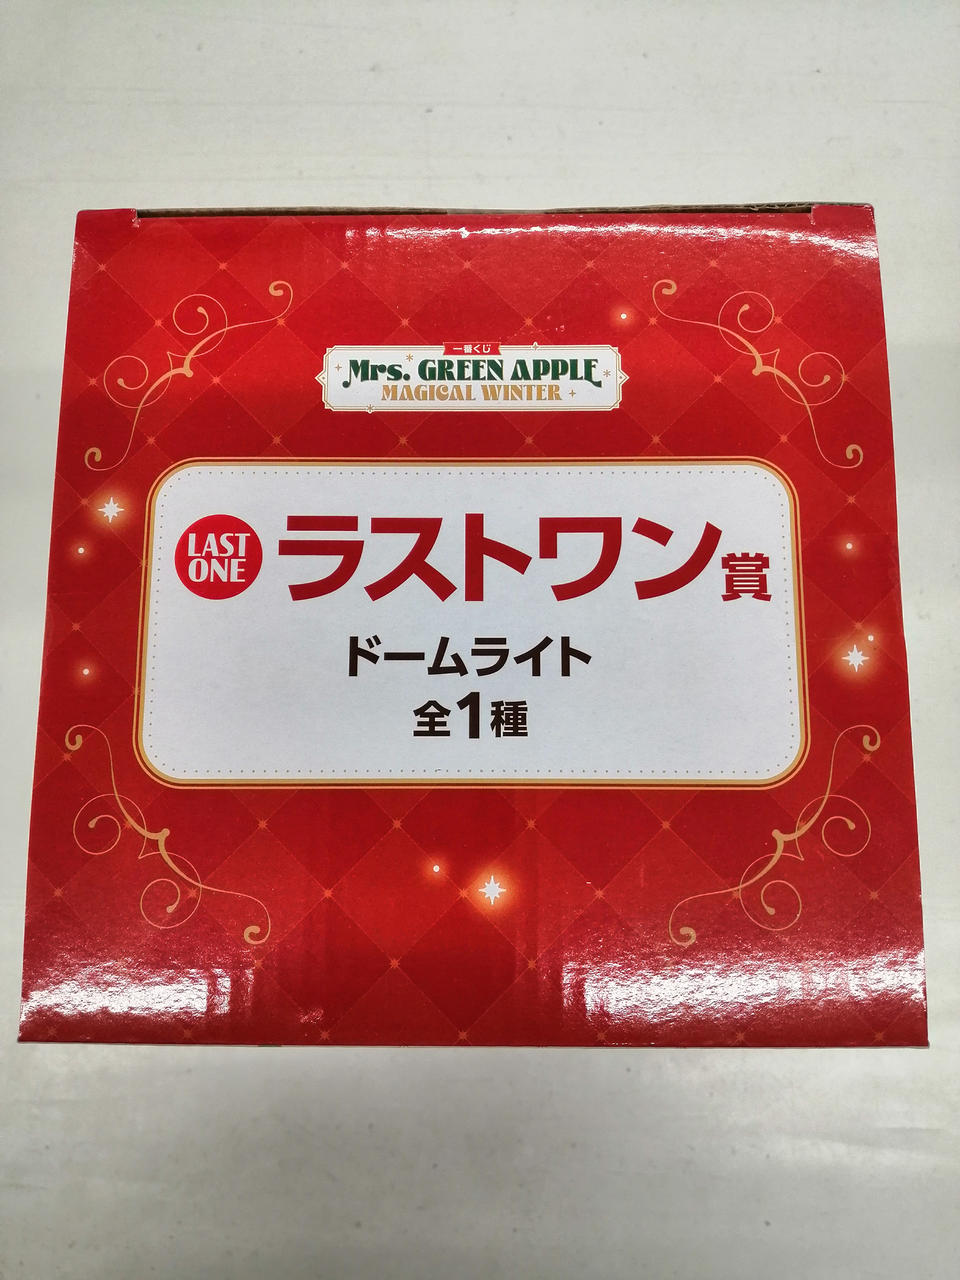 一番くじ
Mrs. GREEN APPLE
MAGICAL WINTER
LAST
ONE
ラストワン賞
ドームライト
全1種